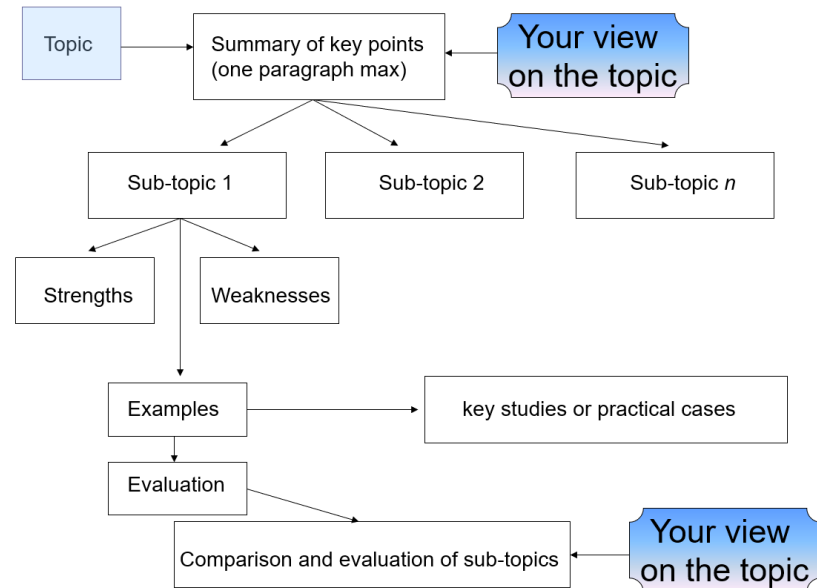 Topic
Summary of key points
(one paragraph max)
Your view
on the topic
Sub-topic 1
Sub-topic 2
Sub-topic n
Strengths
Weaknesses
Examples
key studies or practical cases
Evaluation
Comparison and evaluation of sub-topics
Your view
on the topic